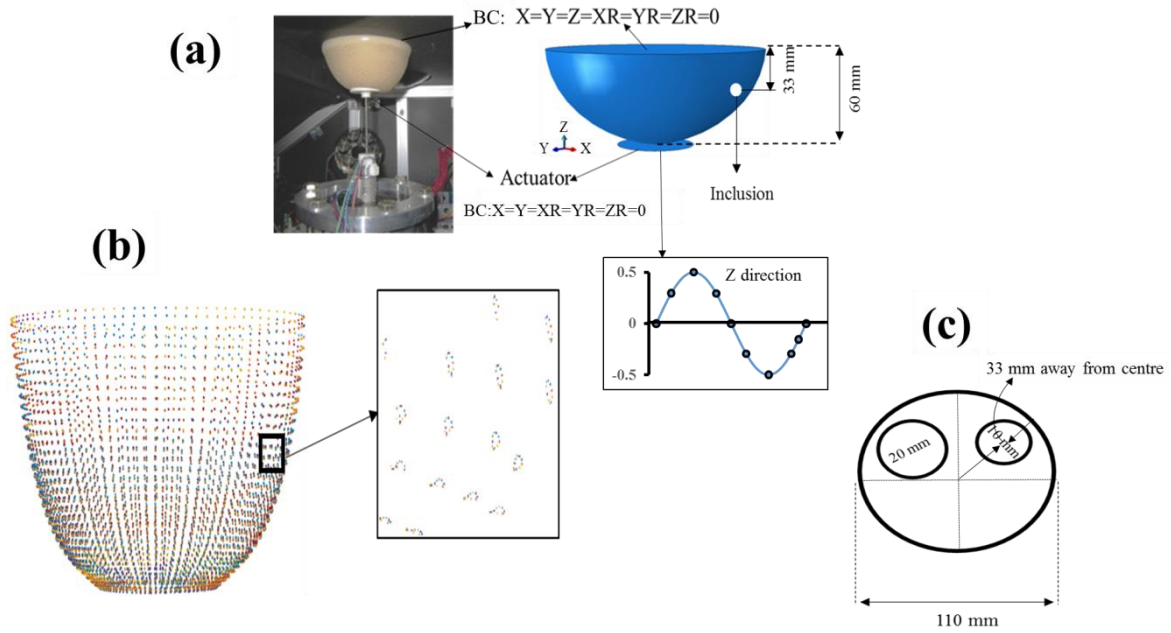 (a)
BC: X=Y=Z=XR=YR=ZR=0
33 mm
60 mm
Z
Y
X
Actuator
Inclusion
BC:X=Y=XR=YR=ZR=0
(b)
0.5
Z direction
0
-0.5
(c)
33 mm away from centre
20 mm
10 mm
110 mm